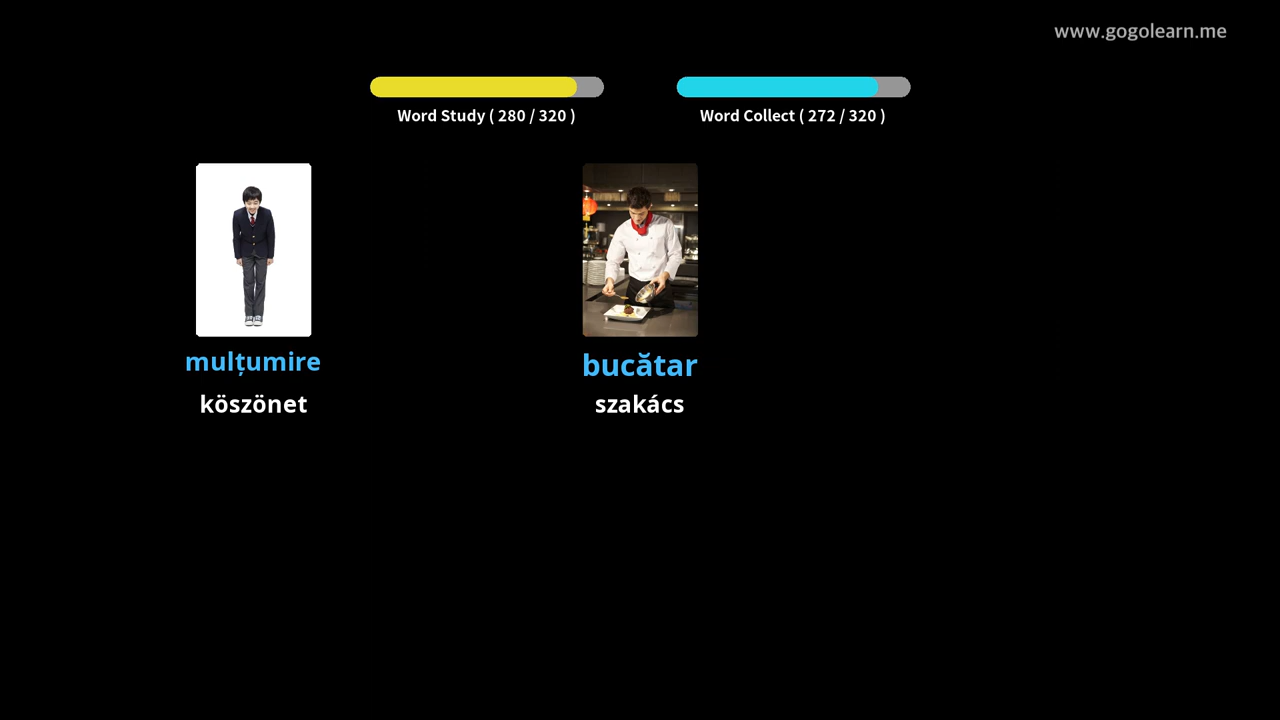 www.gogolearn.me
Word Study ( 280 / 320 )
Word Collect ( 272 / 320 )
mulțumire
köszönet
bucătar
szakács